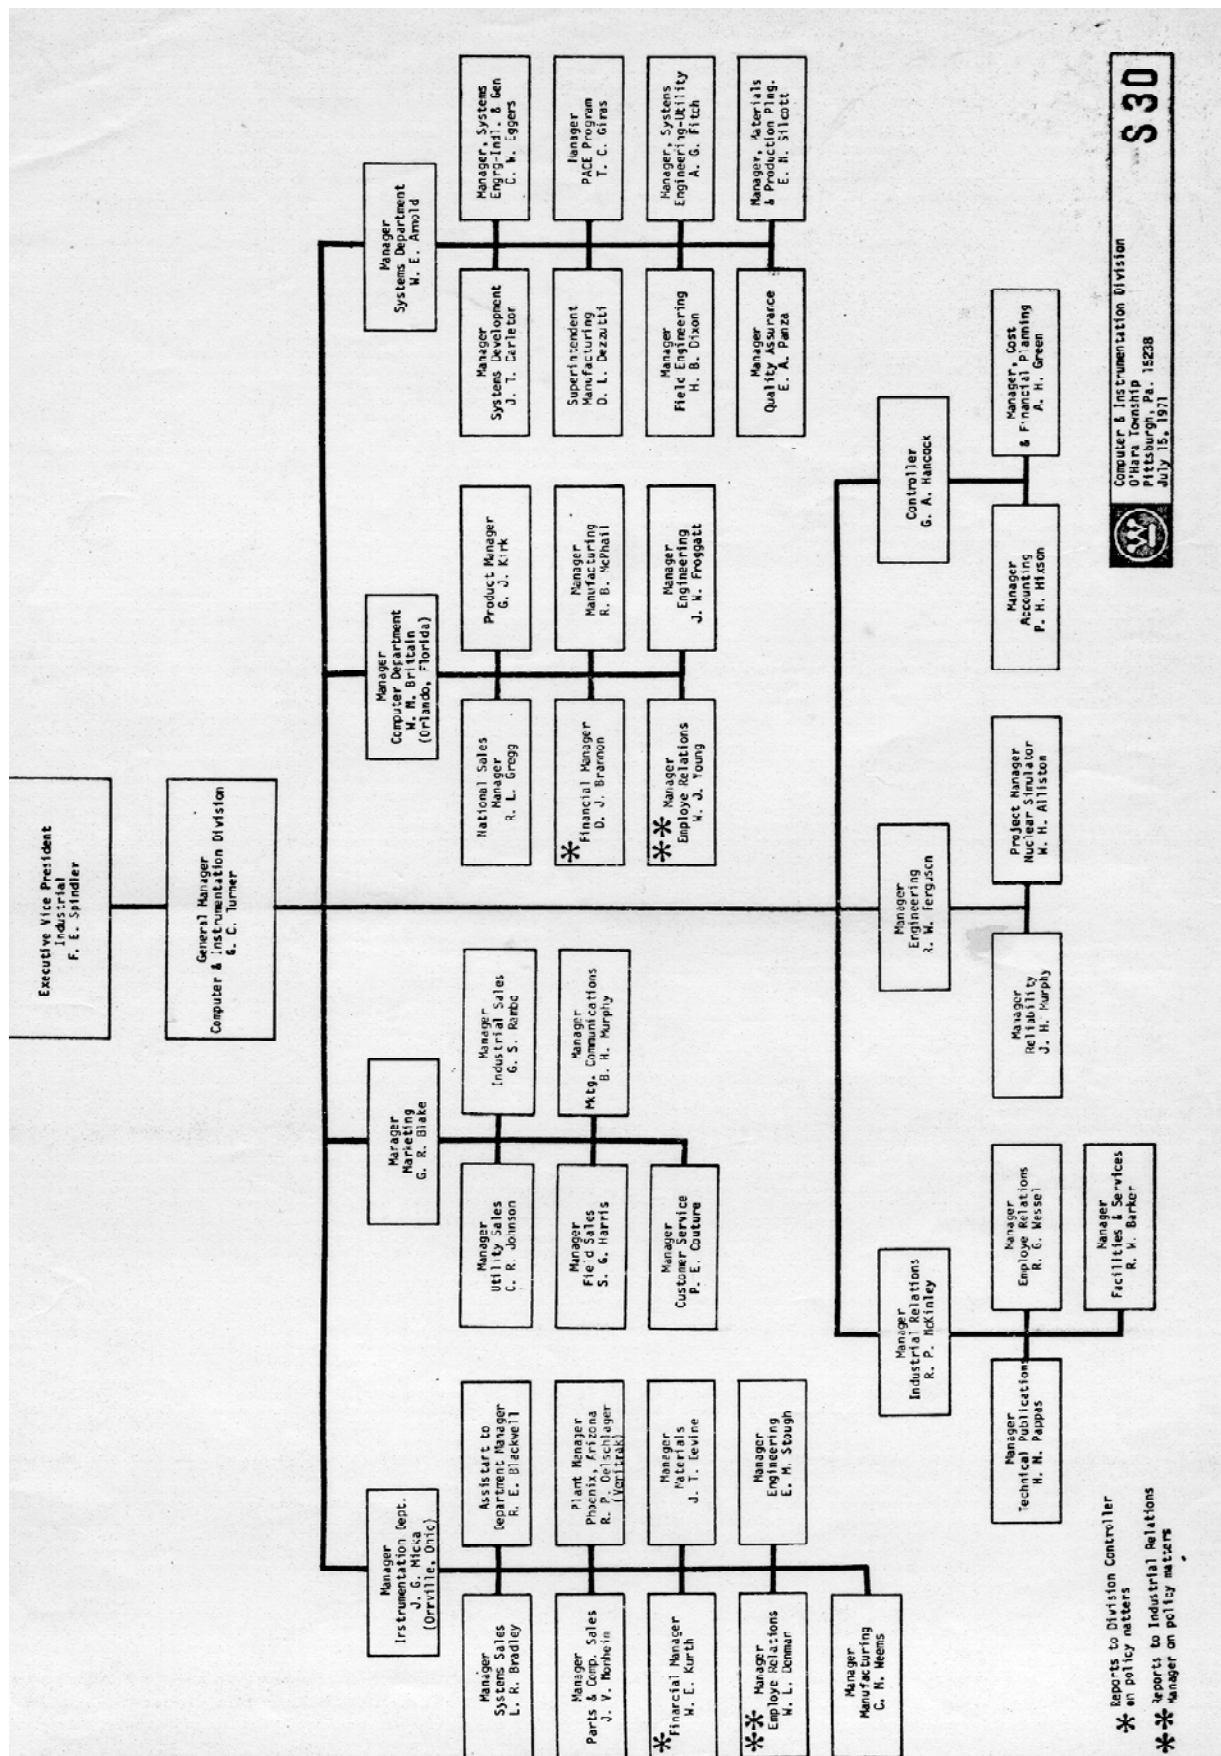 Executive Vice President
Industrial
F. E. Spindler
General Manager
Computer & Instrumentation Division
G. C. Turner
Manager
Instrumentation Dept.
J. G. Micka
(Orrville, Ohio)
Manager
Systems Sales
L. R. Bradley
Assistant to
Department Manager
R. E. Blackwell
Manager
Parts & Comp. Sales
J. V.
Plant Manager
Phoenix, Arizona
R. P. Oelschlager
(Veritrak)
* Financial Manager
W. E. Kurth
Manager
Materials
J. T.
** Manager
Employe Relations
W. L. Denman
Manager
Engineering
E. M. Stough
Manager
Manufacturing
C. N. Weems
Manager
Marketing
G. R. Blake
Manager
Utility Sales
C. R. Johnson
Manager
Industrial Sales
G. S. Rambo
Manager
Field Sales
S. G. Harris
Manager
Mktg. Communications
B. H. Murphy
Manager
Customer Service
P. E. Couture
Manager
Computer Department
W. M. Brittain
(Orlando, Florida)
National Sales
Manager
R. L. Gregg
Product Manager
G. J. Kirk
* Financial Manager
D. J. Brannon
Manager
Manufacturing
R. B. McPhail
** Manager
Employe Relations
W. J. Young
Manager
Engineering
J. W. Froggatt
Manager
Systems Department
W. E. Arnold
Manager
Systems Development
J. T. Carleton
Manager, Systems
Engrg-Indl. & Gen
C. W. Eggers
Superintendent
Manufacturing
D. L. Dezzutti
Manager
PACE Program
T. C. Giras
Manager
Field Engineering
H. B. Dixon
Manager, Systems
Engineering-Utility
A. G. Fitch
Manager
Quality Assurance
E. A. Panza
Manager, Materials
& Production Plng.
E. N. Silcott
Manager
Industrial Relations
R. P. McKinley
Manager
Technical Publications
H. N. Pappas
Manager
Employe Relations
R. G. Wessel
Manager
Facilities & Services
R. W. Barker
Manager
Engineering
R. W. Ferguson
Manager
Reliability
J. H. Murphy
Project Manager
Nuclear Simulator
W. H. Alliston
Controller
G. A. Hancock
Manager
Accounting
P. H. Hixson
Manager, Cost
& Financial Planning
A. H. Green
* Reports to Division Controller
on policy matters
** Reports to Industrial Relations
Manager on policy matters
W
Computer & Instrumentation Division
O'Hara Township
Pittsburgh, Pa. 15238
July 15, 1971
S 30